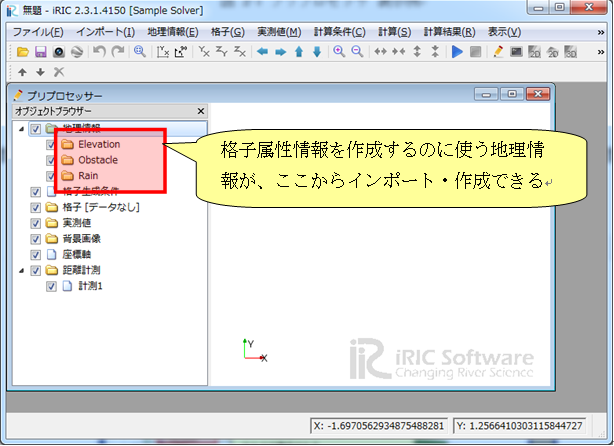 無題 - iRIC 2.3.1.4150 [Sample Solver]
ファイル(F) インポート(I) 地理情報(E) 格子(G) 実測値(M) 計算条件(C) 計算(S) 計算結果(R) 表示(V)
プリプロセッサー
オブジェクトブラウザー
地理情報
Elevation
Obstacle
Rain
格子生成条件
格子 [データなし]
実測値
背景画像
座標軸
距離計測
計測1
格子属性情報を作成するのに使う地理情
報が、ここからインポート・作成できる
Y
X
iRIC Software
Changing River Science
X: -1.6970562934875488281 Y: 1.2566410303115844727